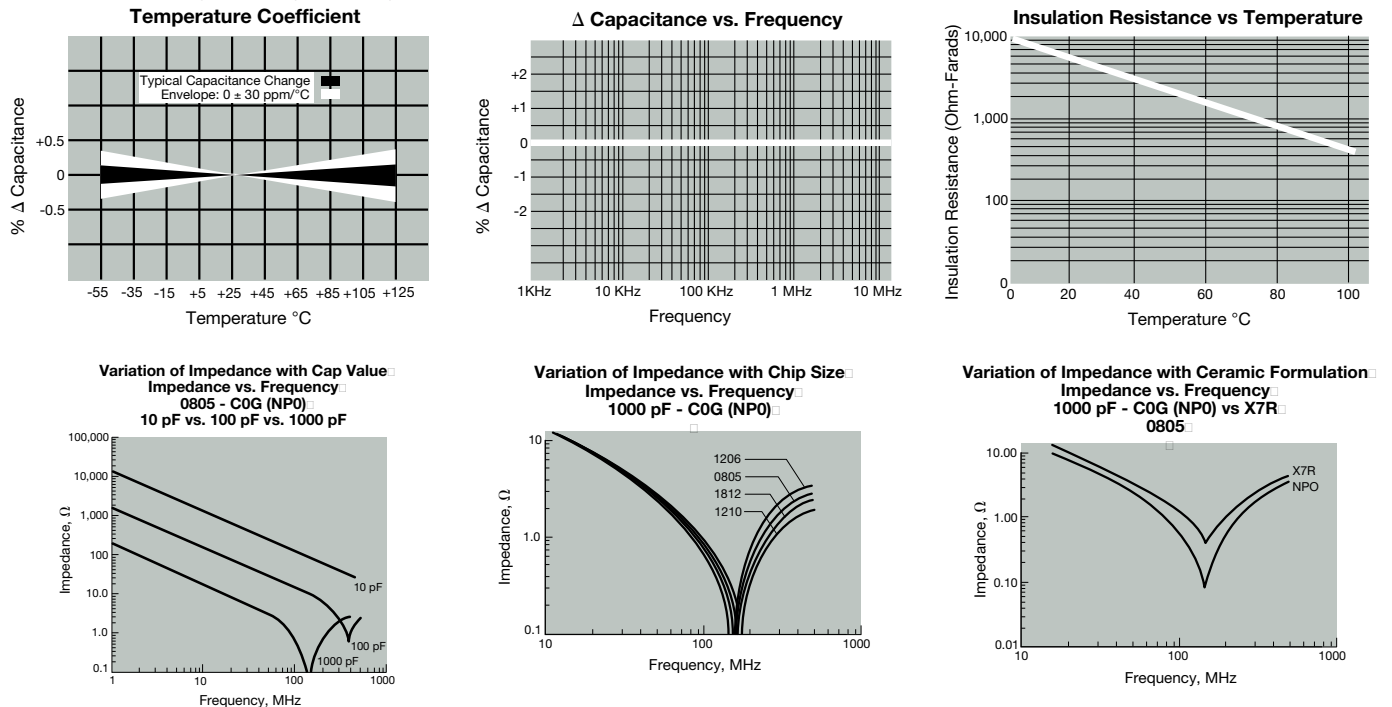 Temperature Coefficient
Typical Capacitance Change
Envelope: 0 ± 30 ppm/°C
% Δ Capacitance
+0.5
0
-0.5
-55 -35 -15 +5 +25 +45 +65 +85 +105 +125
Temperature °C
Δ Capacitance vs. Frequency
% Δ Capacitance
+2
+1
0
-1
-2
1KHz 10 KHz 100 KHz 1 MHz 10 MHz
Frequency
Insulation Resistance vs Temperature
Insulation Resistance (Ohm-Farads)
10,000
1,000
100
0
0 20 40 60 80 100
Temperature °C
Variation of Impedance with Cap Value
Impedance vs. Frequency
0805 - C0G (NP0)
10 pF vs. 100 pF vs. 1000 pF
Impedance, Ω
100,000
10,000
1,000
100
10.0
1.0
0.1
10 pF
100 pF
1000 pF
1 10 100 1000
Frequency, MHz
Variation of Impedance with Chip Size
Impedance vs. Frequency
1000 pF - C0G (NP0)
Impedance, Ω
10
1.0
0.1
1206
0805
1812
1210
10 100 1000
Frequency, MHz
Variation of Impedance with Ceramic Formulation
Impedance vs. Frequency
1000 pF - C0G (NP0) vs X7R
0805
Impedance, Ω
10.00
1.00
0.10
0.01
X7R
NPO
10 100 1000
Frequency, MHz